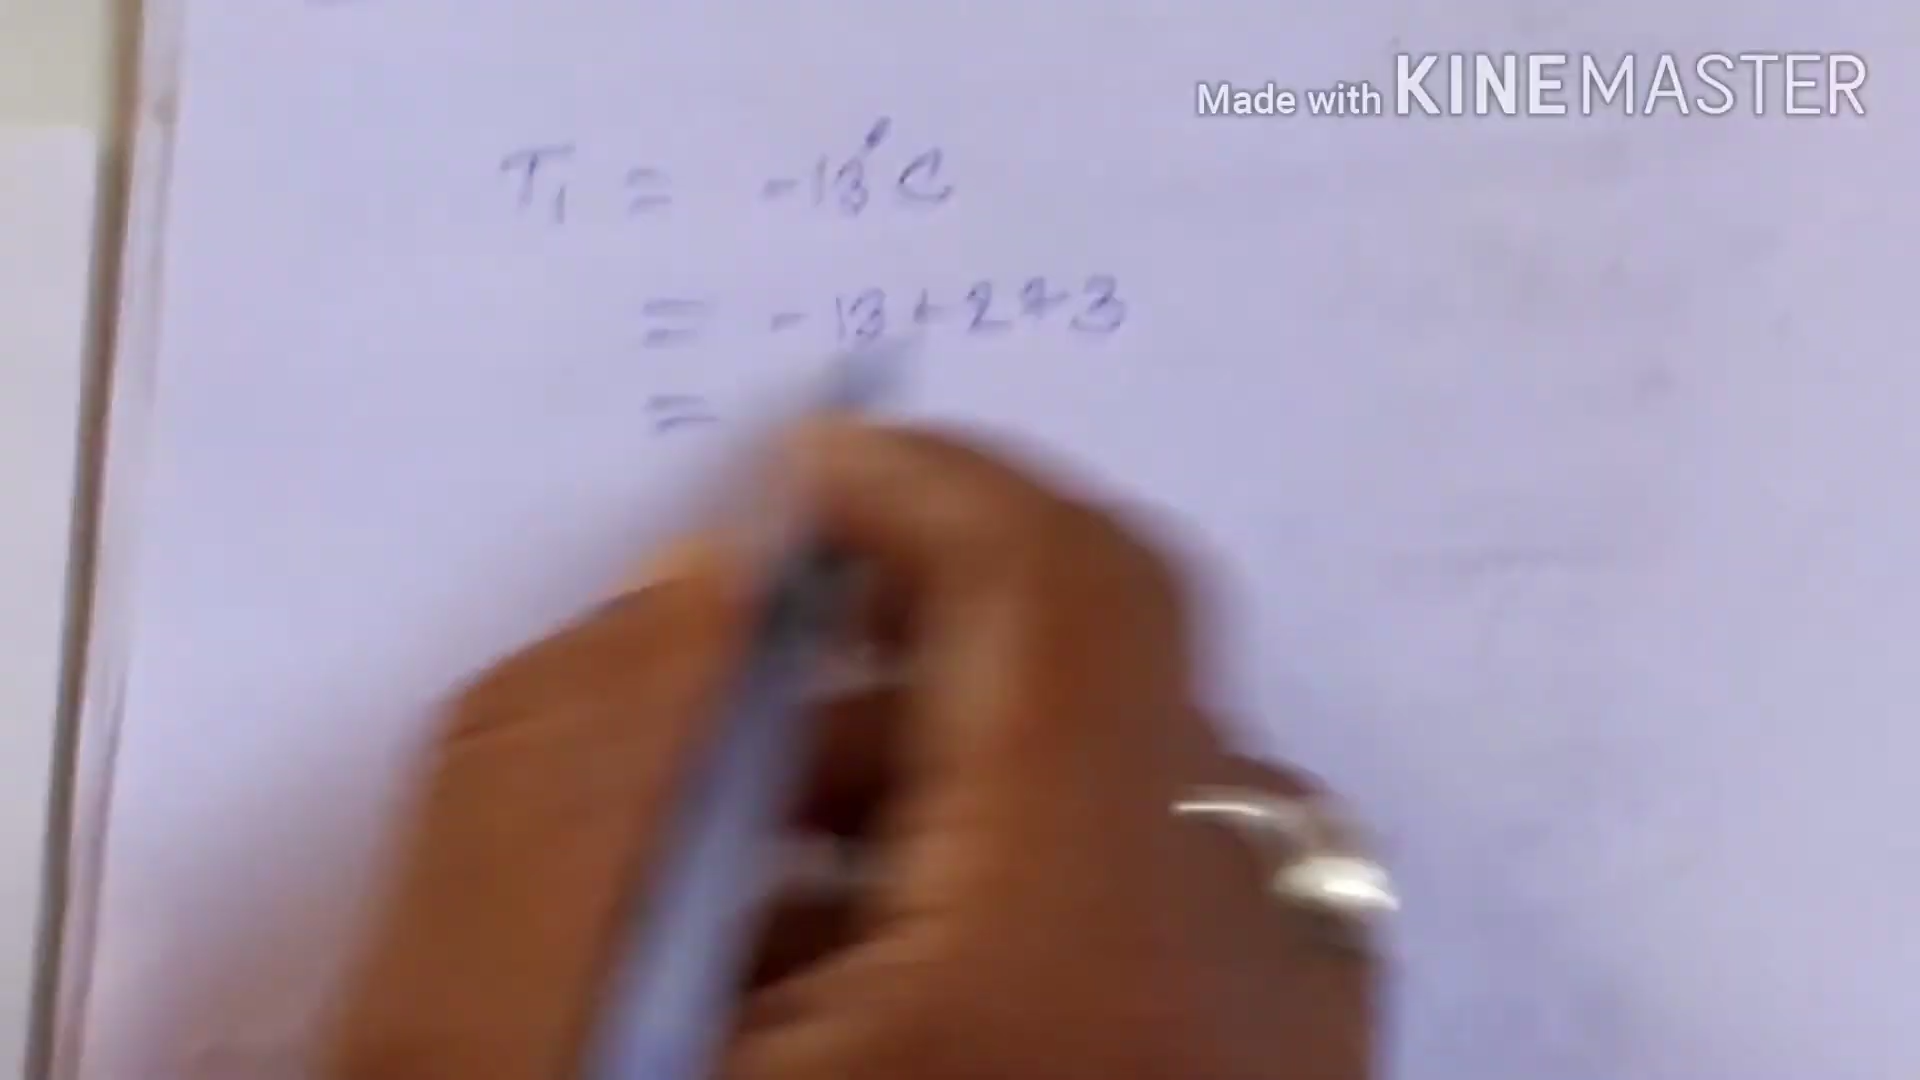 Made with KINEMASTER
T₁ = -13°C
= -13+273
=